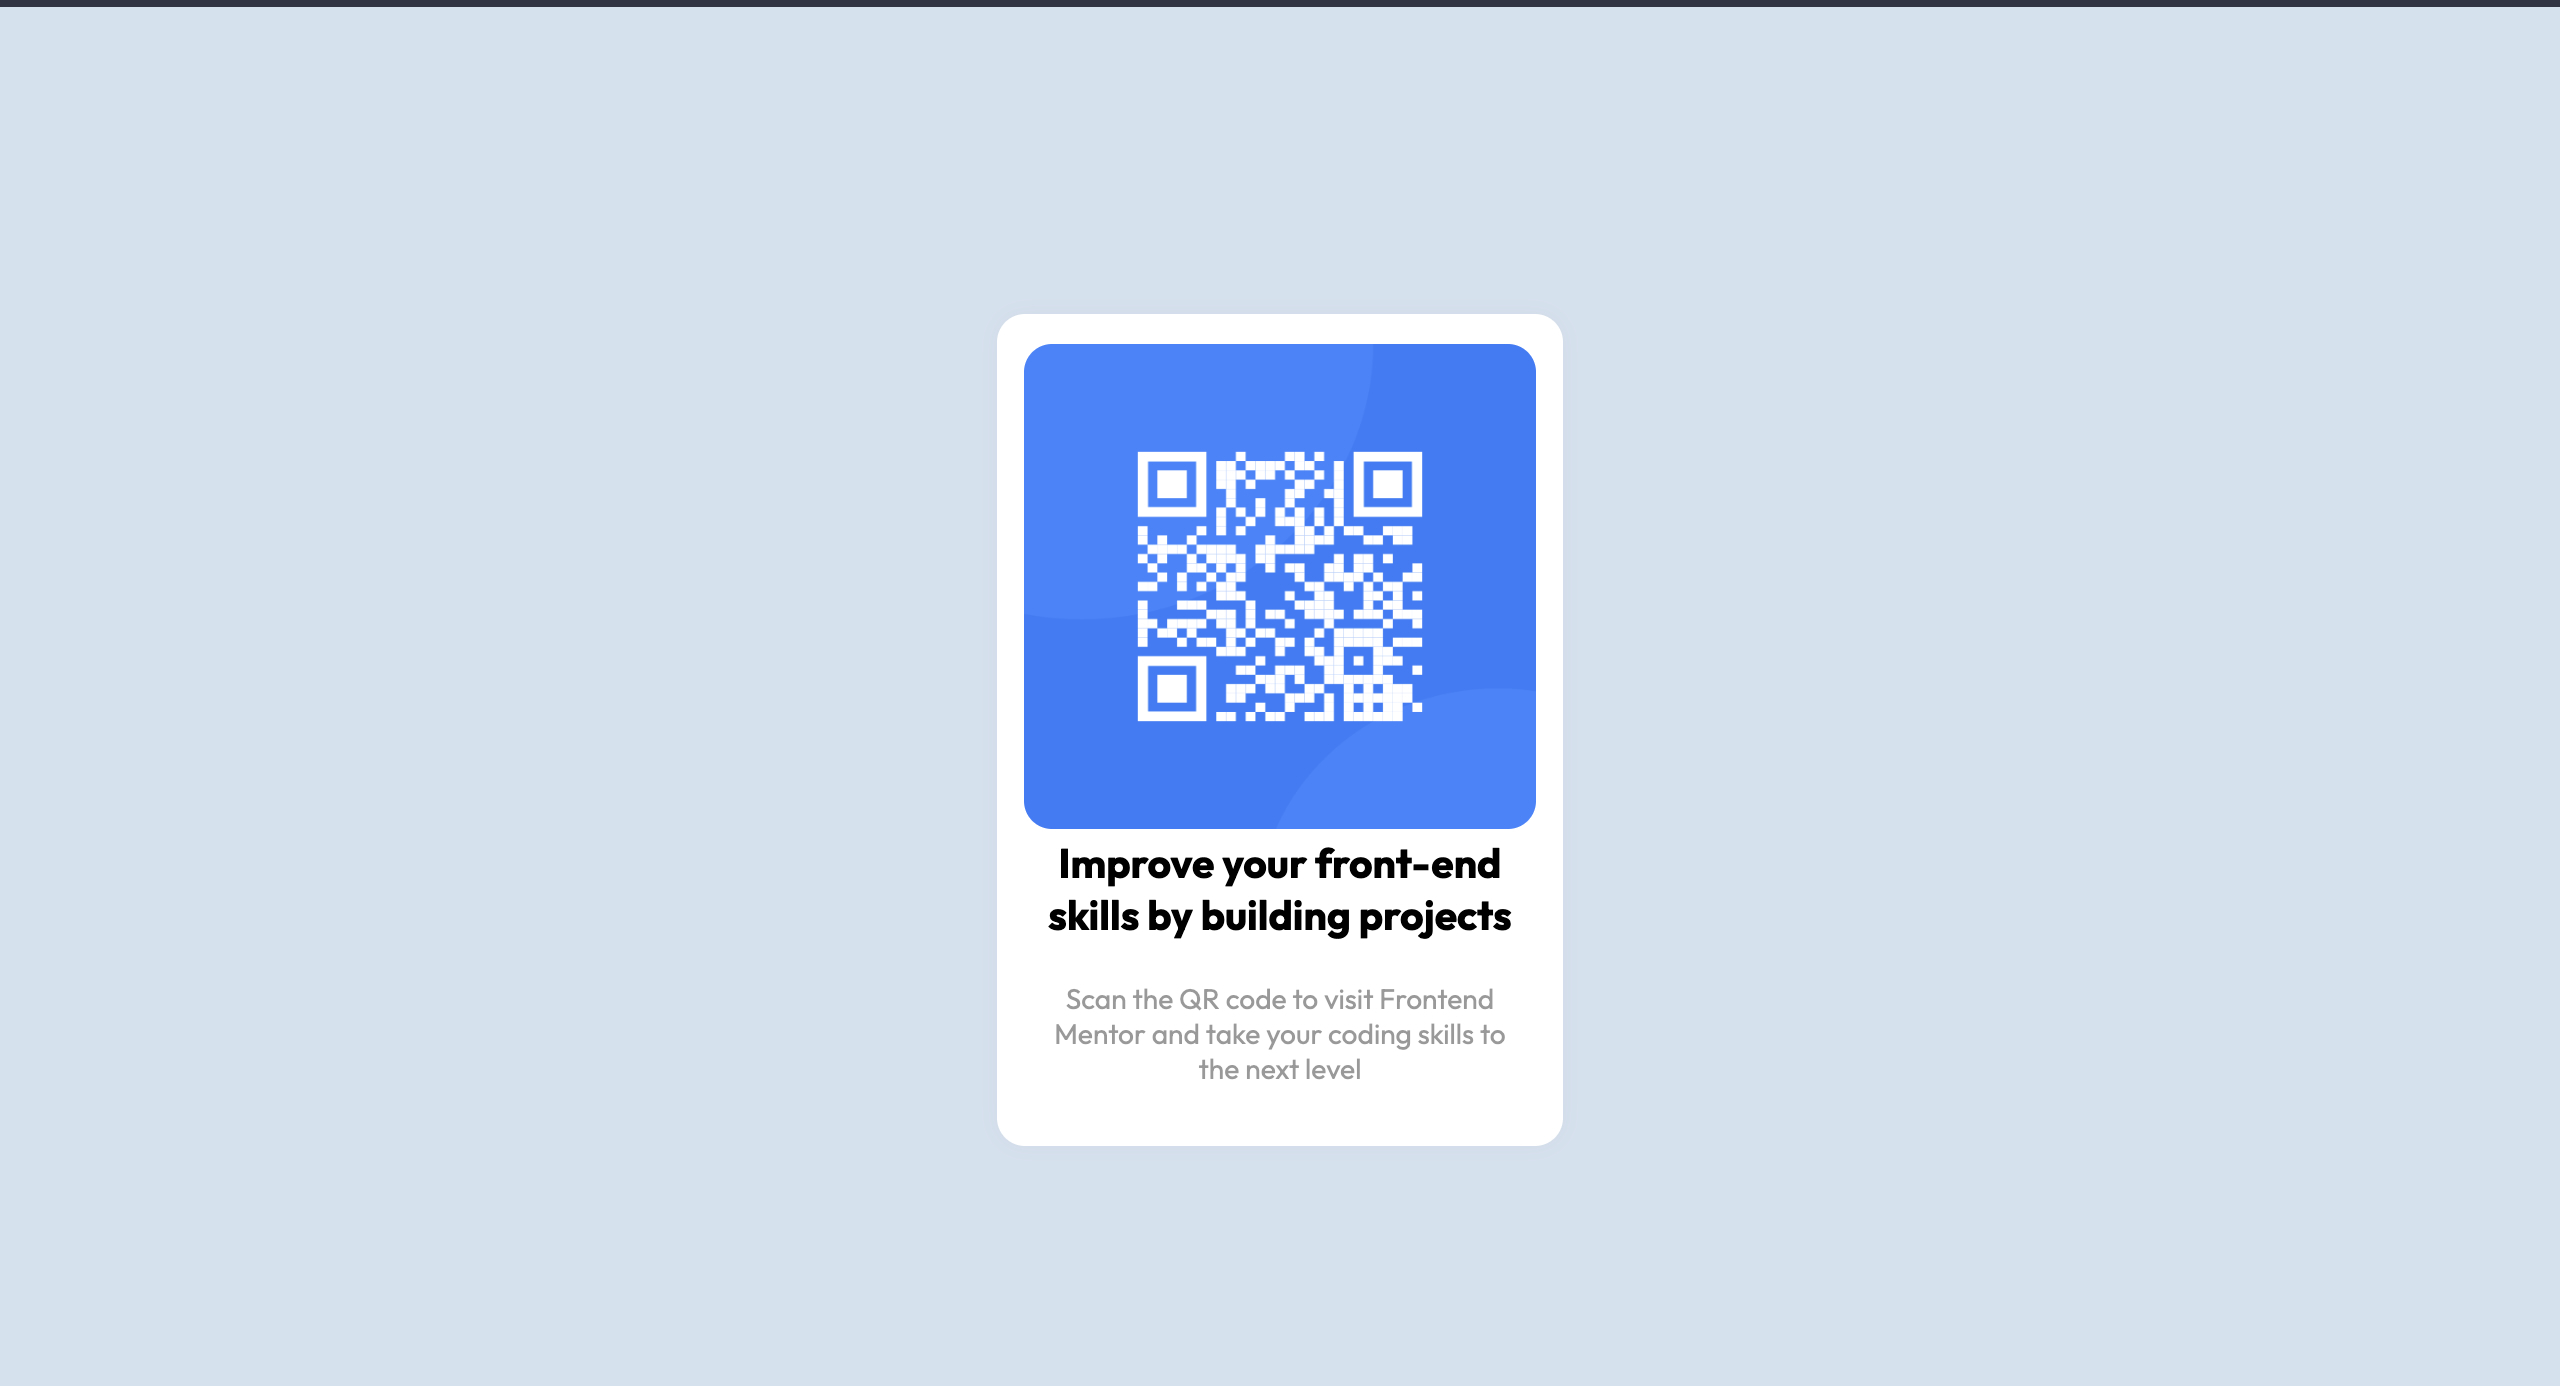 Improve your front-end
skills by building projects
Scan the QR code to visit Frontend
Mentor and take your coding skills to
the next level